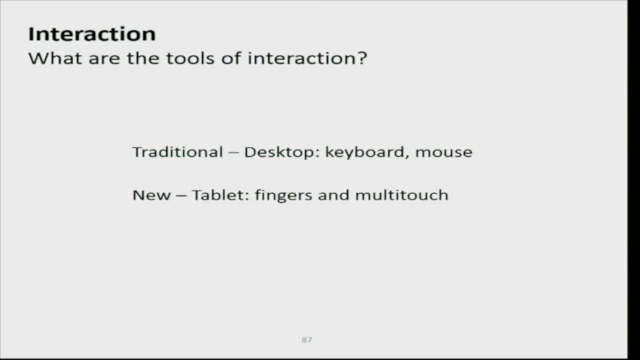 Interaction
What are the tools of interaction?
Traditional – Desktop: keyboard, mouse
New – Tablet: fingers and multitouch
87